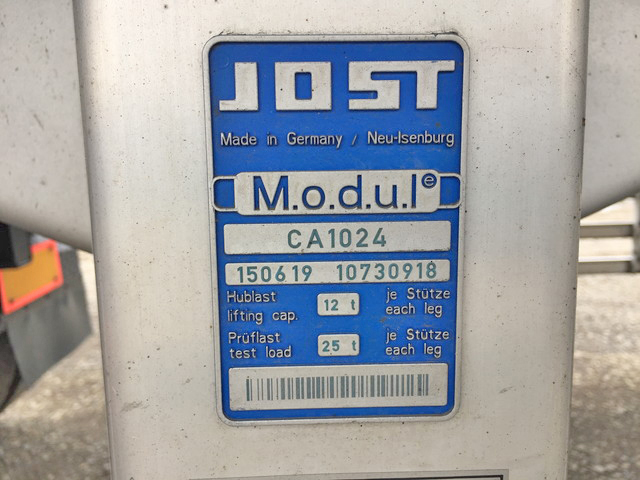 JOST
Made in Germany / Neu-Isenburg
M.o.d.u.l e
CA1024
150619 10730918
Hublast 12 t je Stütze
lifting cap. each leg
Prüflast 25 t je Stütze
test load each leg